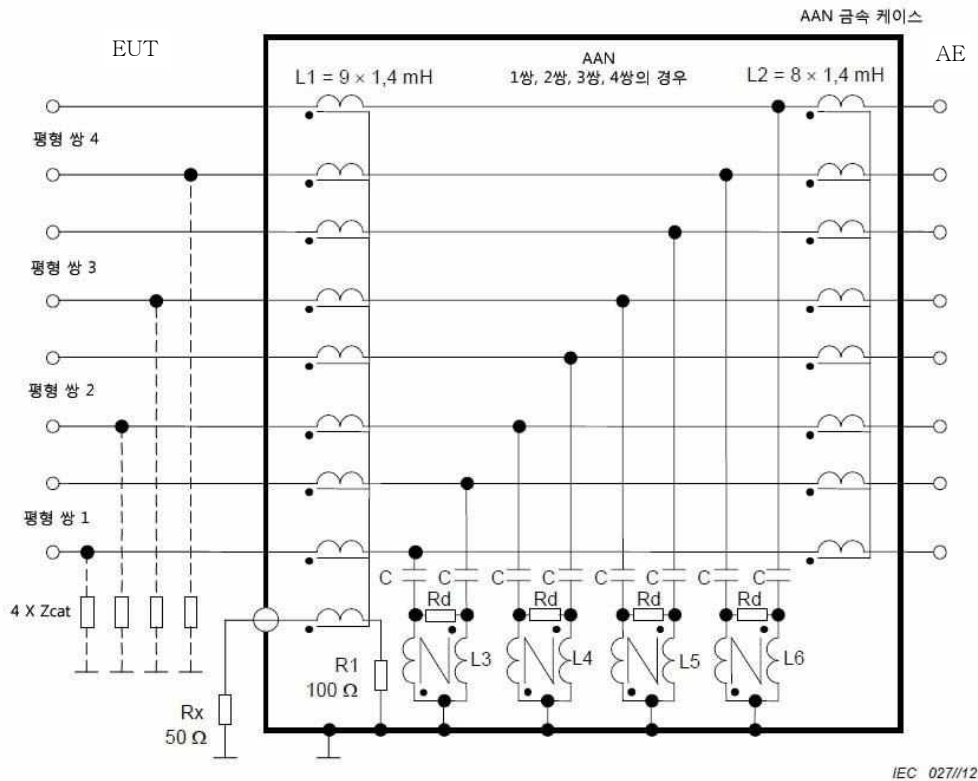 AAN 금속 케이스
EUT
AE
AAN
1쌍, 2쌍, 3쌍, 4쌍의 경우
L1 = 9 × 1,4 mH
L2 = 8 × 1,4 mH
평형 쌍 4
평형 쌍 3
평형 쌍 2
평형 쌍 1
C C C C C C C C
Rd Rd Rd Rd
4 X Zcat
L3 L4 L5 L6
R1
100 Ω
Rx
50 Ω
IEC 027//12